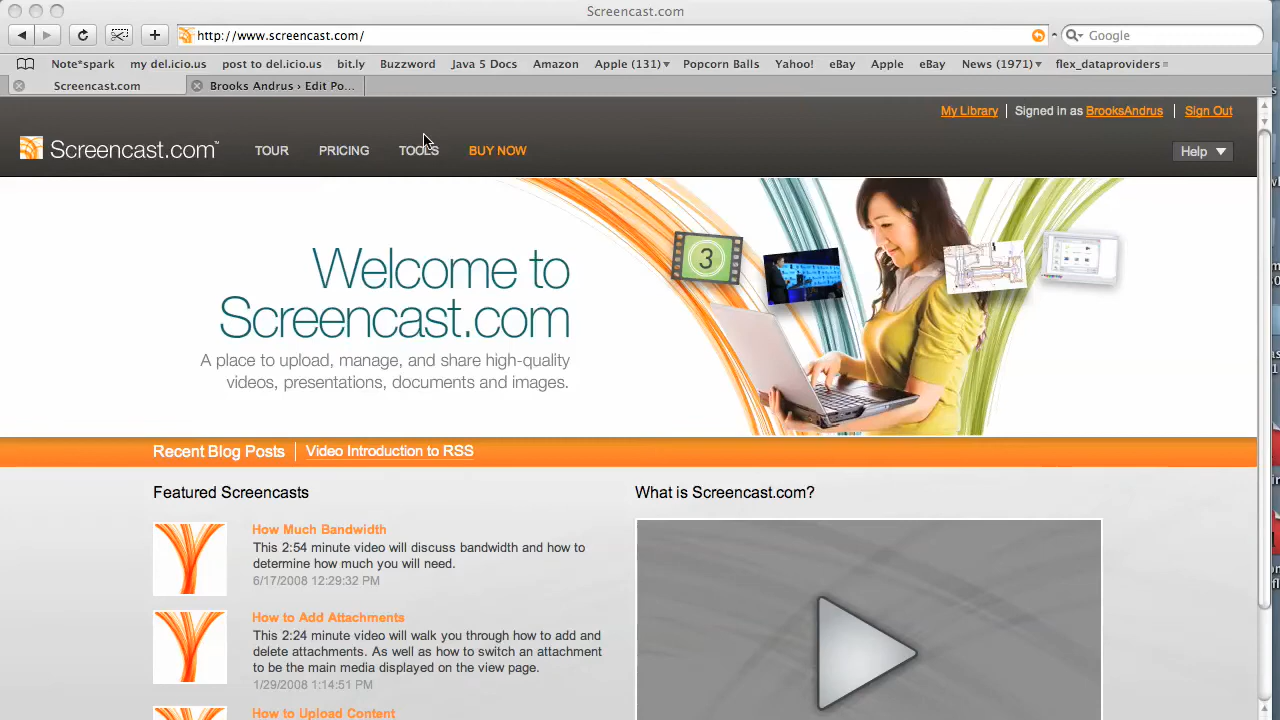 Screencast.com
http://www.screencast.com/
Google
Note*spark my del.icio.us post to del.icio.us bit.ly Buzzword Java 5 Docs Amazon Apple (131) Popcorn Balls Yahoo! eBay Apple eBay News (1971) flex_dataproviders
Screencast.com Brooks Andrus › Edit Po...
My Library Signed in as BrooksAndrus Sign Out
Screencast.com™ TOUR PRICING TOOLS BUY NOW Help
3
Welcome to
Screencast.com
A place to upload, manage, and share high-quality
videos, presentations, documents and images.
Recent Blog Posts Video Introduction to RSS
Featured Screencasts
What is Screencast.com?
How Much Bandwidth
This 2:54 minute video will discuss bandwidth and how to
determine how much you will need.
6/17/2008 12:29:32 PM
How to Add Attachments
This 2:24 minute video will walk you through how to add and
delete attachments. As well as how to switch an attachment
to be the main media displayed on the view page.
1/29/2008 1:14:51 PM
How to Upload Content